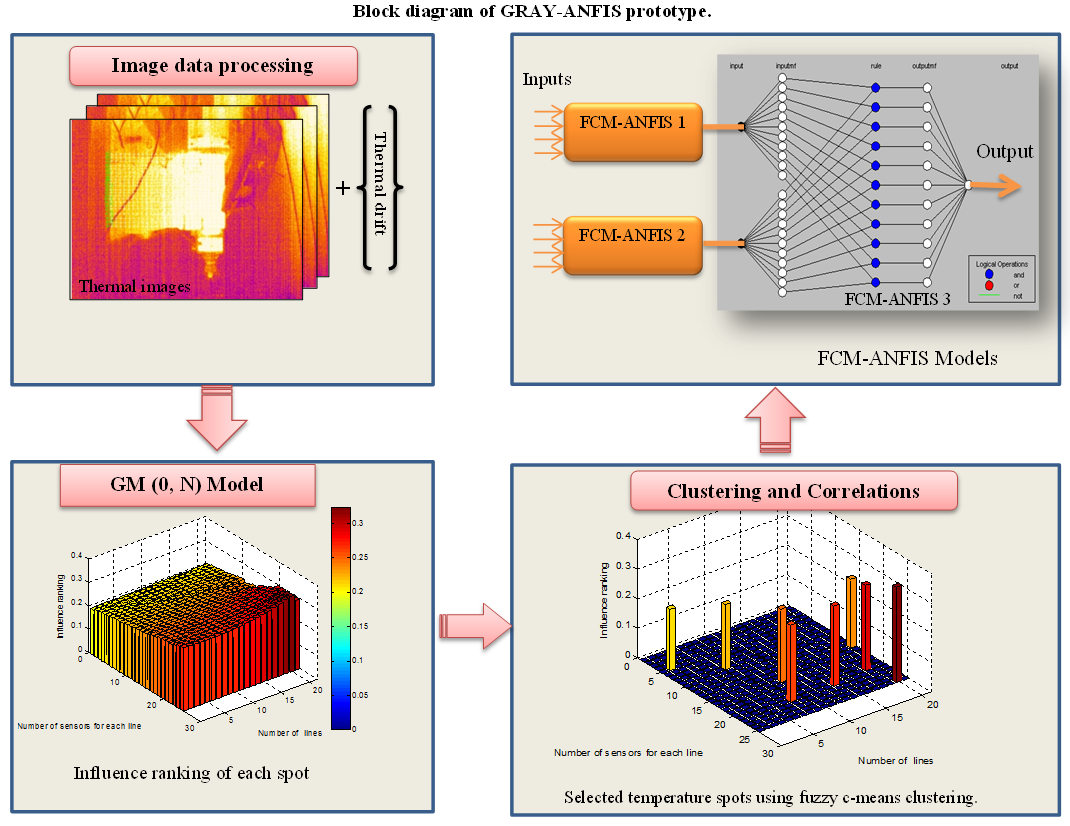 Block diagram of GRAY-ANFIS prototype.
Image data processing
+
Thermal drift
Thermal images
Inputs
FCM-ANFIS 1
FCM-ANFIS 2
input
inputmf
rule
outputmf
output
Output
Logical Operations
and
or
not
FCM-ANFIS 3
FCM-ANFIS Models
GM (0, N) Model
Influence ranking
0.4
0.3
0.2
0.1
0
0
10
20
30
5
10
15
20
Number of sensors for each line
Number of lines
0.3
0.25
0.2
0.15
0.1
0.05
0
Influence ranking of each spot
Clustering and Correlations
Influence ranking
0.4
0.3
0.2
0.1
0
0
5
10
15
20
25
30
5
10
15
20
Number of sensors for each line
Number of lines
Selected temperature spots using fuzzy c-means clustering.